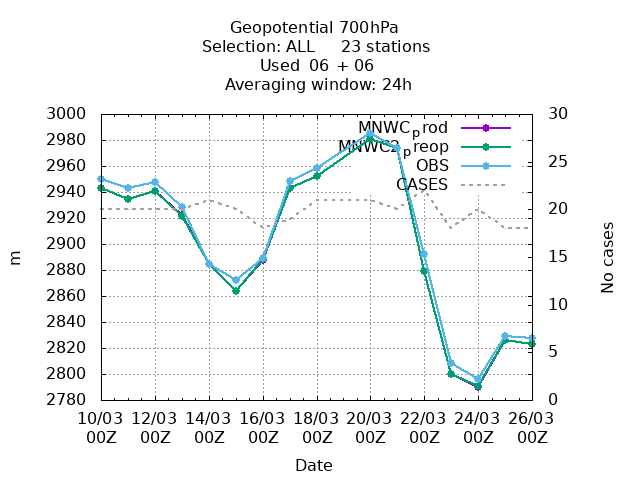 Geopotential 700hPa
Selection: ALL 23 stations
Used 06 + 06
Averaging window: 24h
3000
2980
2960
2940
2920
2900
2880
2860
2840
2820
2800
2780
m
30
25
20
15
10
5
0
No cases
MNWC_prod
MNWC2_preop
OBS
CASES
10/03 12/03 14/03 16/03 18/03 20/03 22/03 24/03 26/03
00Z 00Z 00Z 00Z 00Z 00Z 00Z 00Z 00Z
Date